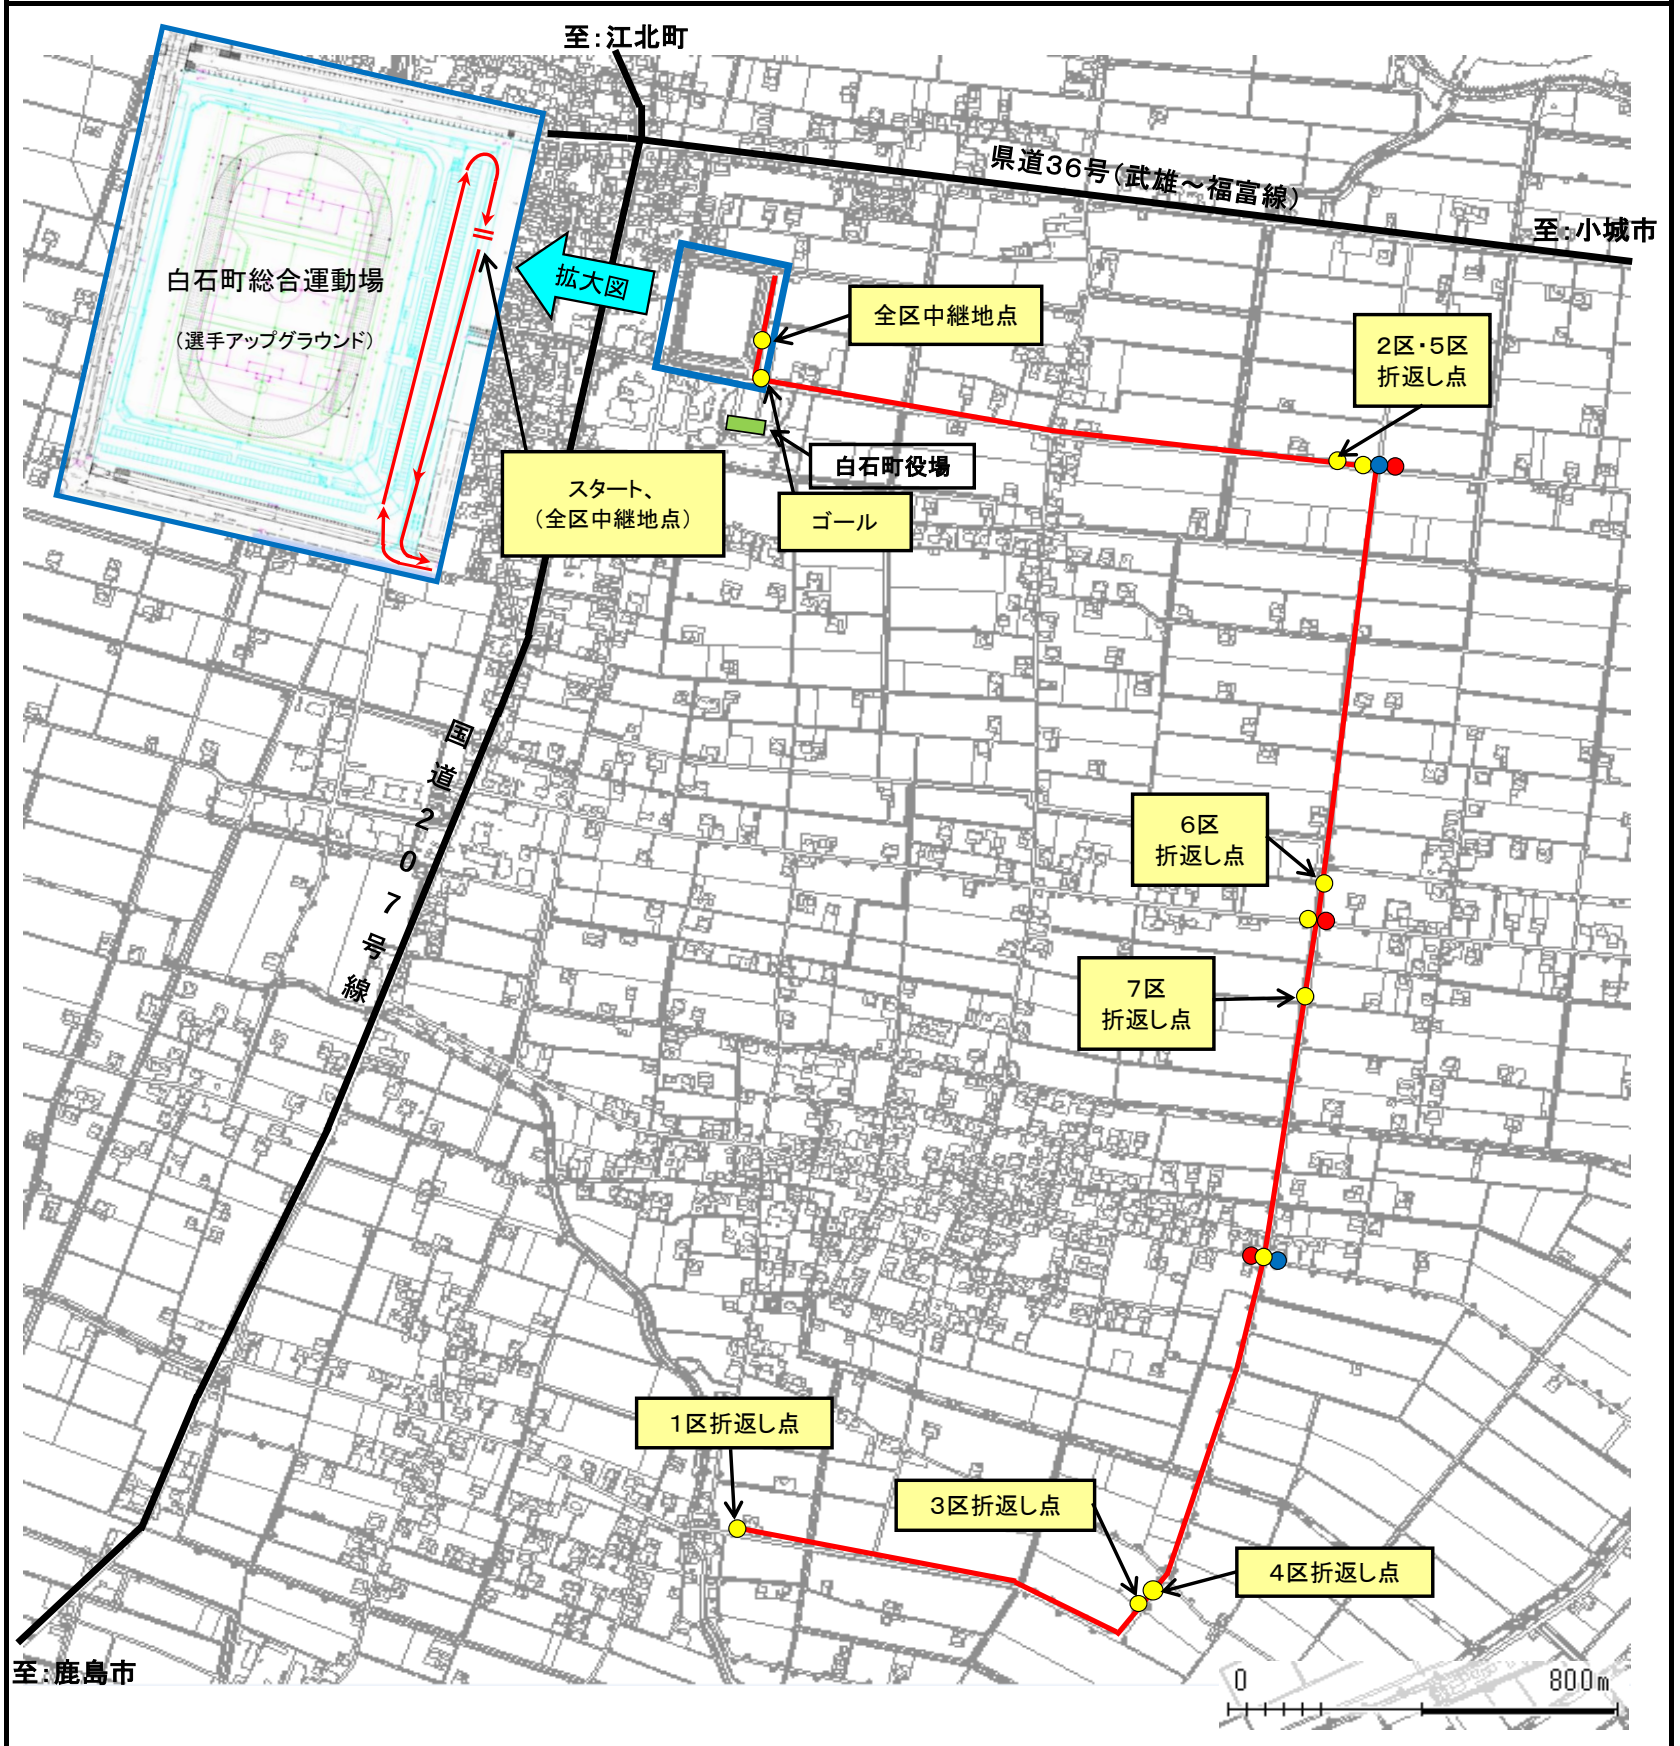 至：江北町
県道３６号（武雄～福富線）
至：小城市
白石町総合運動場
（選手アップグラウンド）
拡大図
全区中継地点
２区・５区
折返し点
白石町役場
スタート、
（全区中継地点）
ゴール
国道２０７号線
６区
折返し点
７区
折返し点
１区折返し点
３区折返し点
４区折返し点
至：鹿島市
0 800m